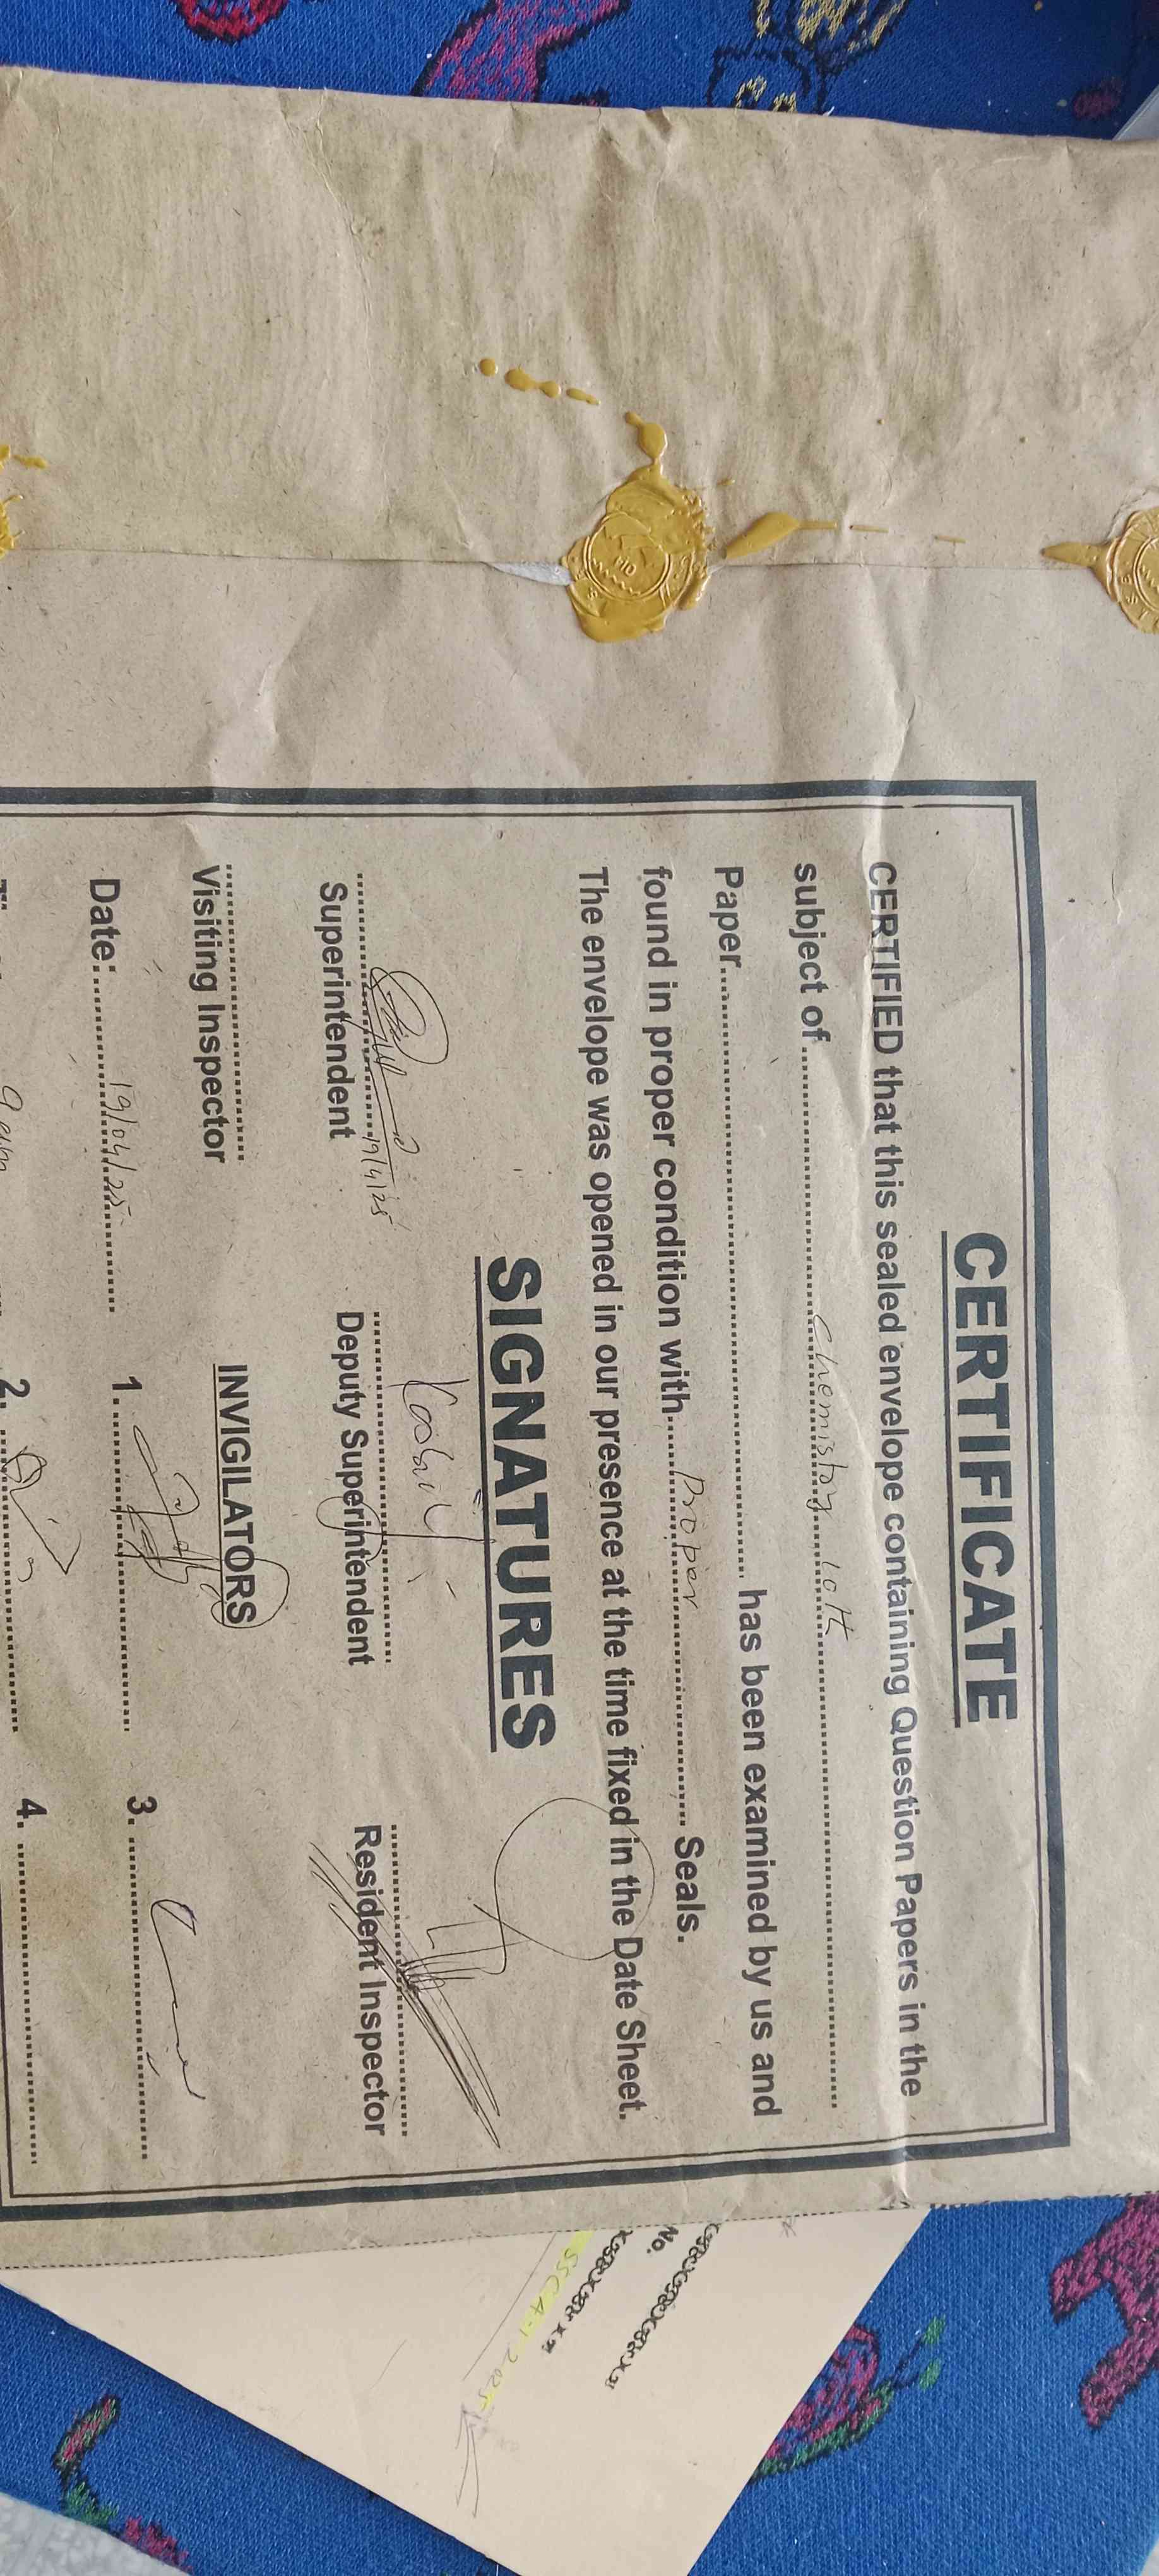 CERTIFICATE
CERTIFIED that this sealed envelope containing Question Papers in the
subject of ........ Chemistry 10th ........
Paper........ has been examined by us and
found in proper condition with........ Proper ........ Seals.
The envelope was opened in our presence at the time fixed in the Date Sheet.
SIGNATURES
19/4/25
Superintendent Deputy Superintendent Resident Inspector
Visiting Inspector INVIGILATORS
Date: 19/04/25 1. 3.
9 am 2. 4.
No.
SSC A-I 2025